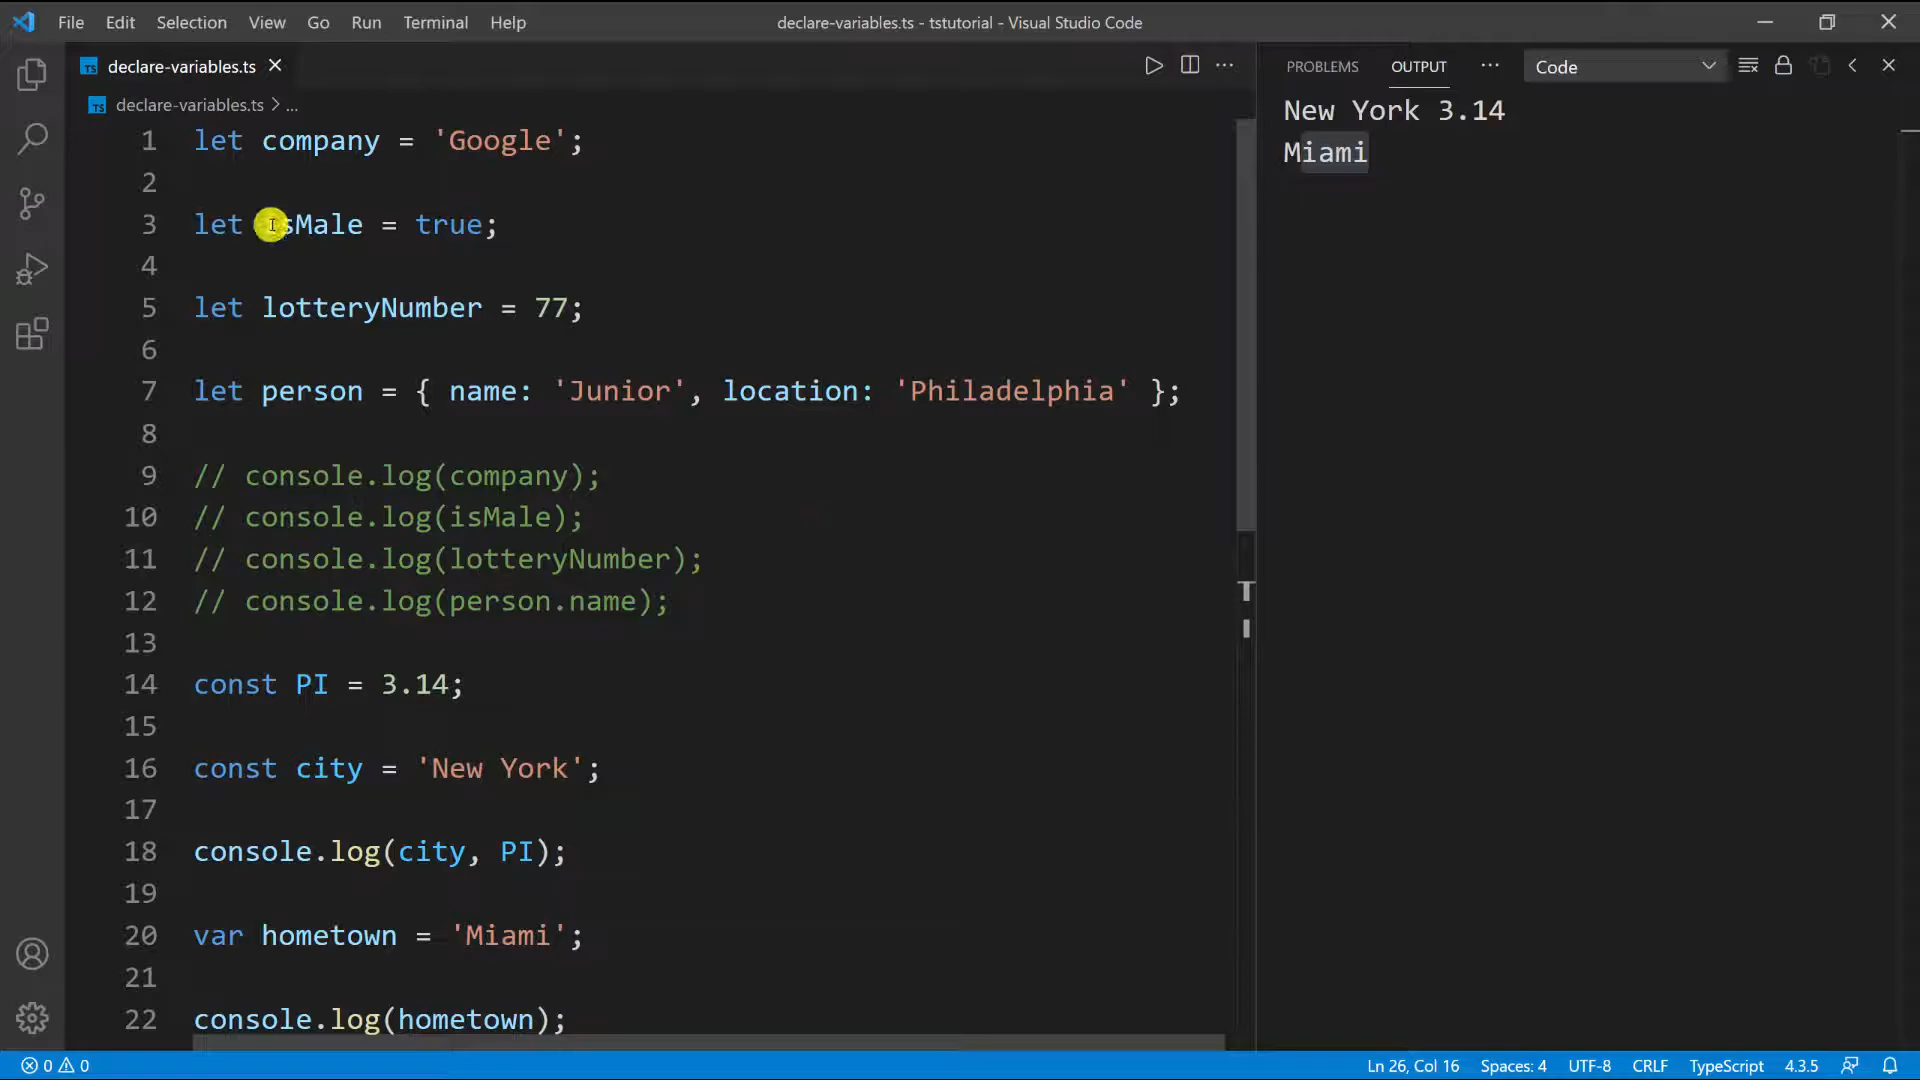 File Edit Selection View Go Run Terminal Help declare-variables.ts - tstutorial - Visual Studio Code
TS declare-variables.ts
PROBLEMS OUTPUT ... Code
TS declare-variables.ts > ...
New York 3.14
Miami
1 let company = 'Google';
2
3 let isMale = true;
4
5 let lotteryNumber = 77;
6
7 let person = { name: 'Junior', location: 'Philadelphia' };
8
9 // console.log(company);
10 // console.log(isMale);
11 // console.log(lotteryNumber);
12 // console.log(person.name);
13
14 const PI = 3.14;
15
16 const city = 'New York';
17
18 console.log(city, PI);
19
20 var hometown = 'Miami';
21
22 console.log(hometown);
0 0 Ln 26, Col 16 Spaces: 4 UTF-8 CRLF TypeScript 4.3.5